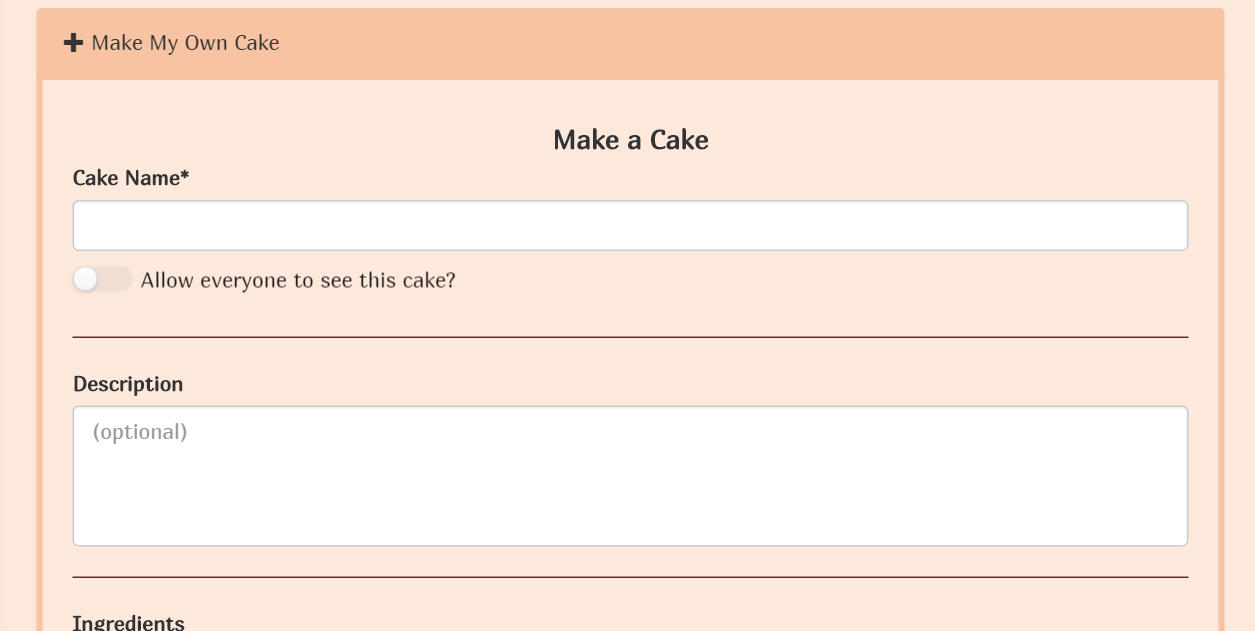 Make My Own Cake
Make a Cake
Cake Name*
Allow everyone to see this cake?
Description
(optional)
Ingredients